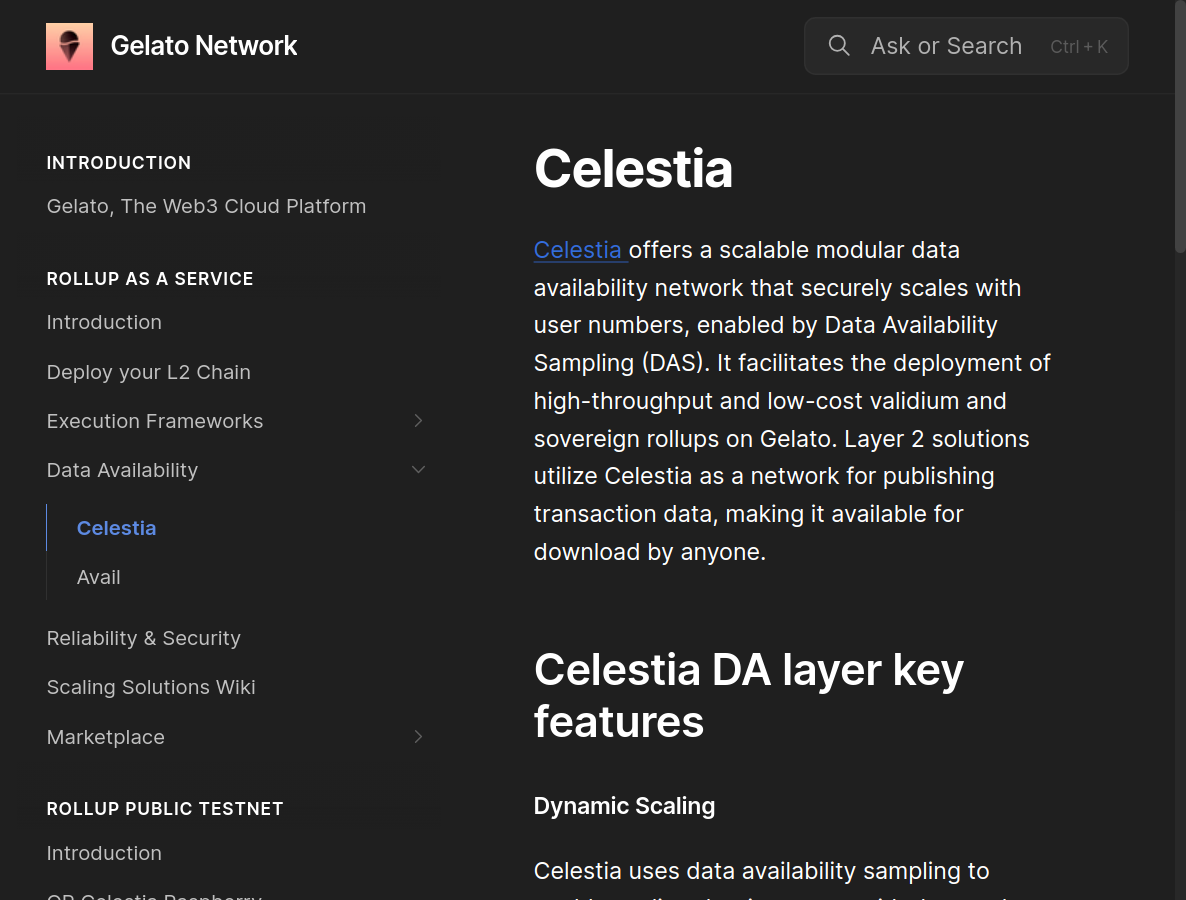 Gelato Network
Ask or Search
Ctrl + K
INTRODUCTION
Gelato, The Web3 Cloud Platform
ROLLUP AS A SERVICE
Introduction
Deploy your L2 Chain
Execution Frameworks
Data Availability
Celestia
Avail
Reliability & Security
Scaling Solutions Wiki
Marketplace
ROLLUP PUBLIC TESTNET
Introduction
OP Celestia Raspberry
Celestia
Celestia offers a scalable modular data
availability network that securely scales with
user numbers, enabled by Data Availability
Sampling (DAS). It facilitates the deployment of
high-throughput and low-cost validium and
sovereign rollups on Gelato. Layer 2 solutions
utilize Celestia as a network for publishing
transaction data, making it available for
download by anyone.
Celestia DA layer key
features
Dynamic Scaling
Celestia uses data availability sampling to